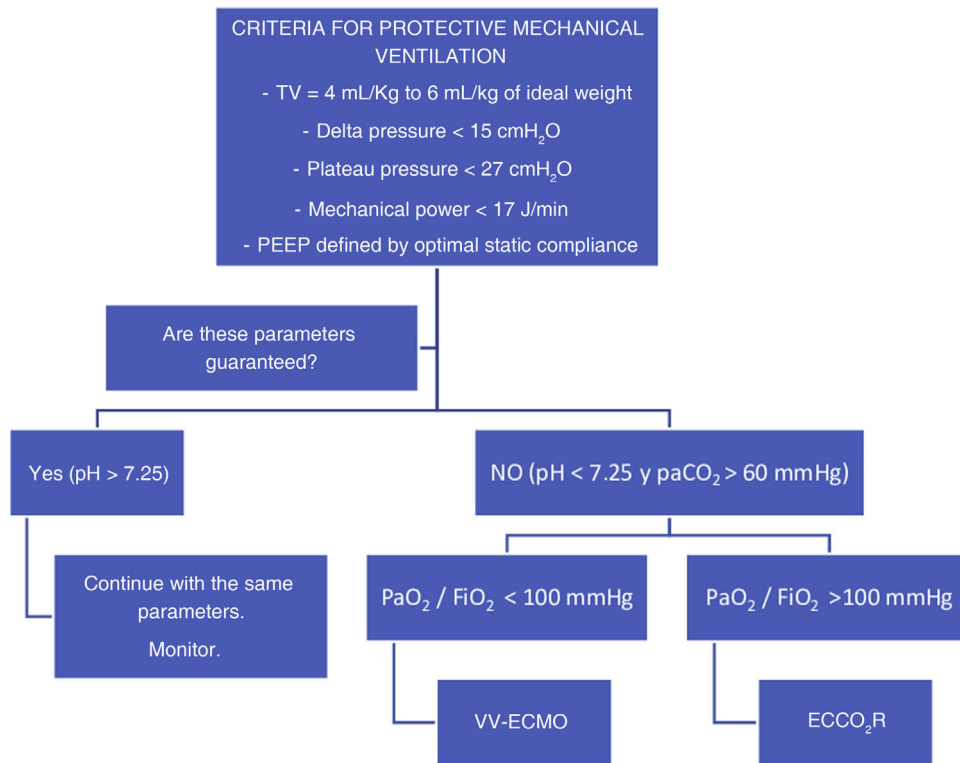 CRITERIA FOR PROTECTIVE MECHANICAL
VENTILATION
- TV = 4 mL/Kg to 6 mL/kg of ideal weight
- Delta pressure < 15 cmH₂O
- Plateau pressure < 27 cmH₂O
- Mechanical power < 17 J/min
- PEEP defined by optimal static compliance
Are these parameters
guaranteed?
Yes (pH > 7.25)
NO (pH < 7.25 y paCO₂ > 60 mmHg)
Continue with the same
parameters.
Monitor.
PaO₂ / FiO₂ < 100 mmHg
PaO₂ / FiO₂ >100 mmHg
VV-ECMO
ECCO₂R